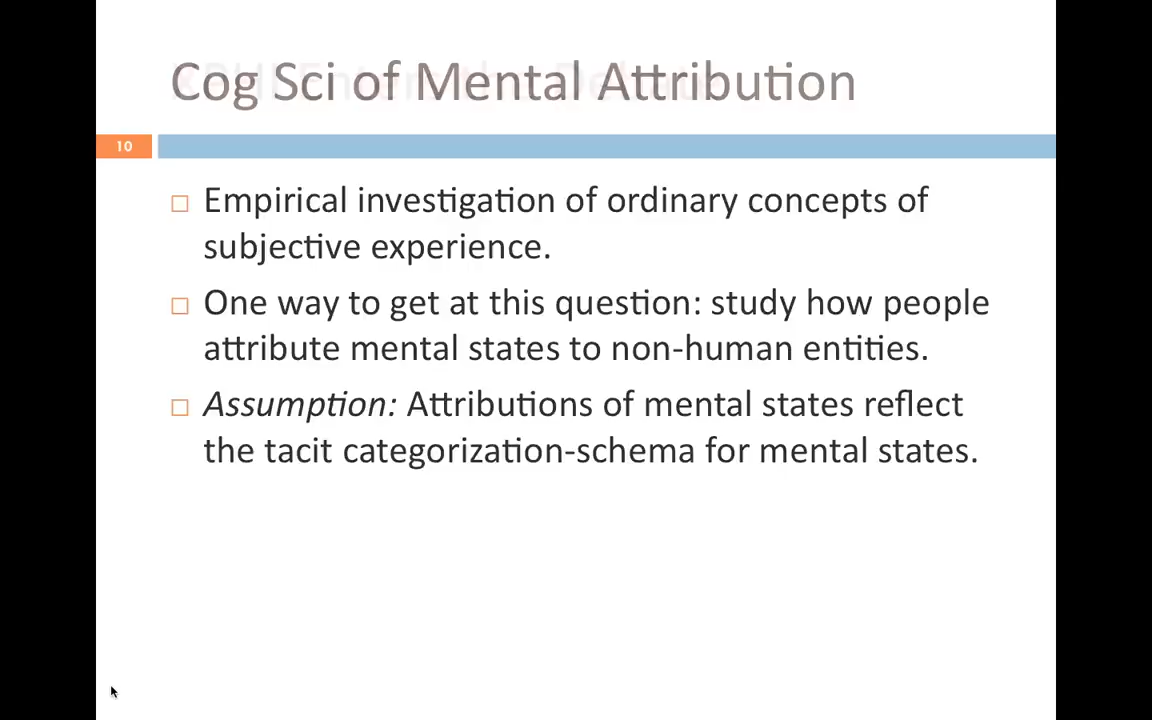 Cog Sci of Mental Attribution
10
Empirical investigation of ordinary concepts of
subjective experience.
One way to get at this question: study how people
attribute mental states to non-human entities.
Assumption: Attributions of mental states reflect
the tacit categorization-schema for mental states.